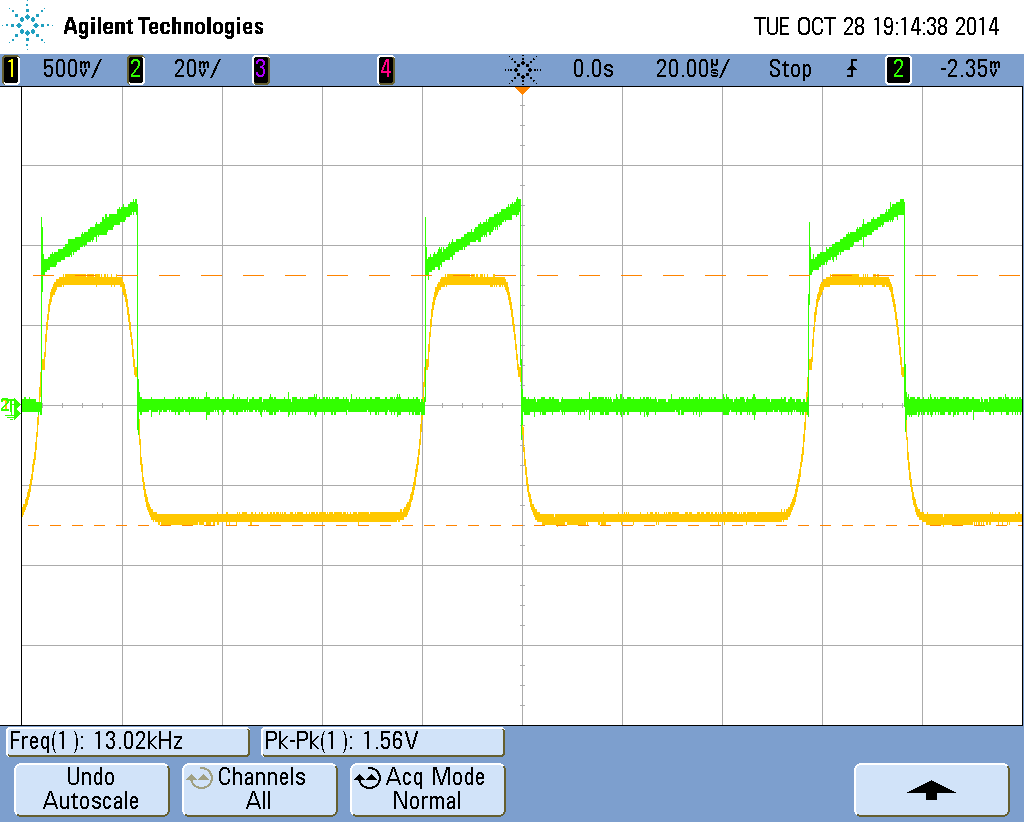 Agilent Technologies TUE OCT 28 19:14:38 2014
1 500mV/ 2 20mV/ 3 4 0.0s 20.00µs/ Stop 2 -2.35mV
2
Freq(1): 13.02kHz Pk-Pk(1): 1.56V
Undo Autoscale
Channels All
Acq Mode Normal